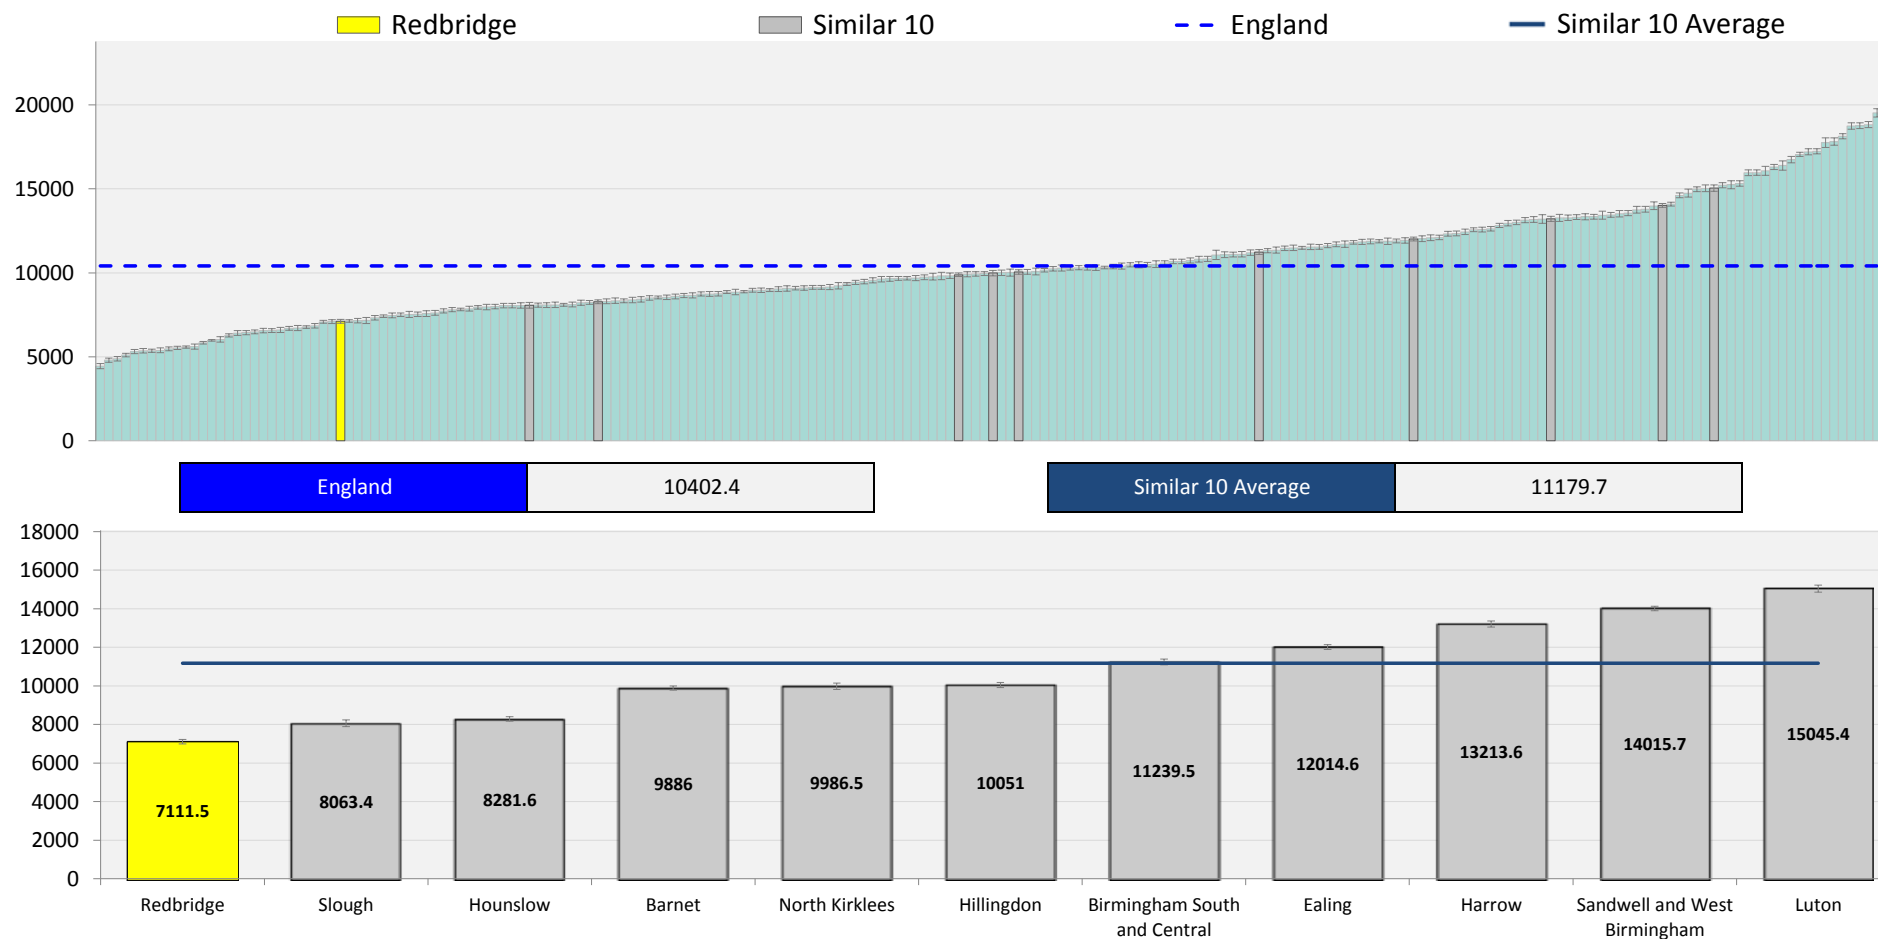 Redbridge
Similar 10
England
Similar 10 Average
20000
15000
10000
5000
0
England
10402.4
Similar 10 Average
11179.7
18000
16000
14000
12000
10000
8000
6000
4000
2000
0
7111.5
8063.4
8281.6
9886
9986.5
10051
11239.5
12014.6
13213.6
14015.7
15045.4
Redbridge
Slough
Hounslow
Barnet
North Kirklees
Hillingdon
Birmingham South
and Central
Ealing
Harrow
Sandwell and West
Birmingham
Luton